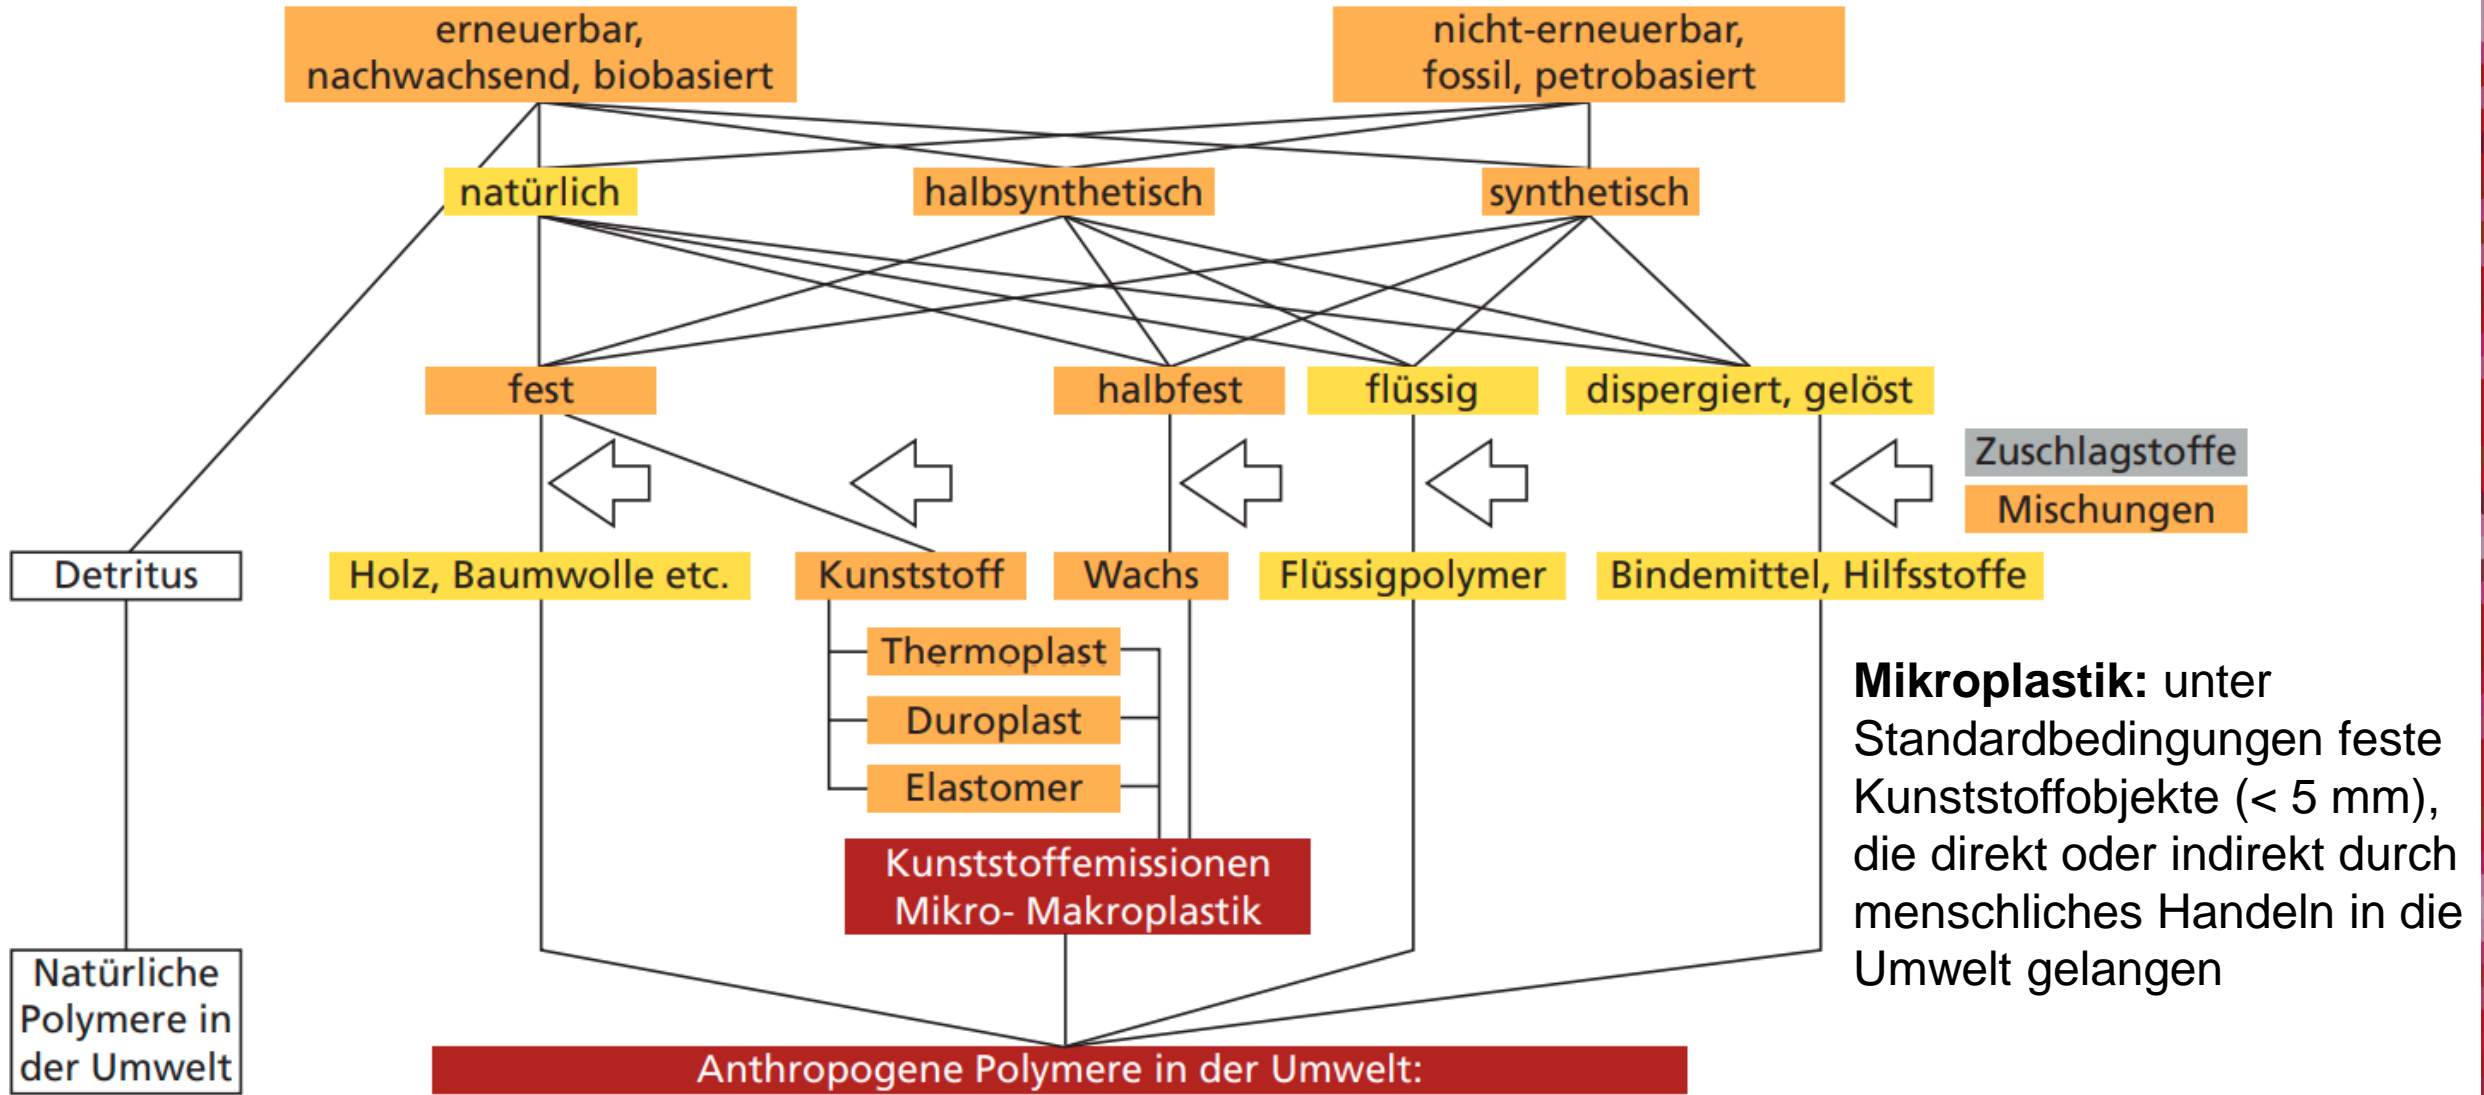 erneuerbar,
nachwachsend, biobasiert
nicht-erneuerbar,
fossil, petrobasiert
natürlich
halbsynthetisch
synthetisch
fest
halbfest
flüssig
dispergiert, gelöst
Zuschlagstoffe
Mischungen
Detritus
Holz, Baumwolle etc.
Kunststoff
Wachs
Flüssigpolymer
Bindemittel, Hilfsstoffe
Thermoplast
Duroplast
Elastomer
Kunststoffemissionen
Mikro- Makroplastik
Mikroplastik: unter
Standardbedingungen feste
Kunststoffobjekte (< 5 mm),
die direkt oder indirekt durch
menschliches Handeln in die
Umwelt gelangen
Natürliche
Polymere in
der Umwelt
Anthropogene Polymere in der Umwelt: